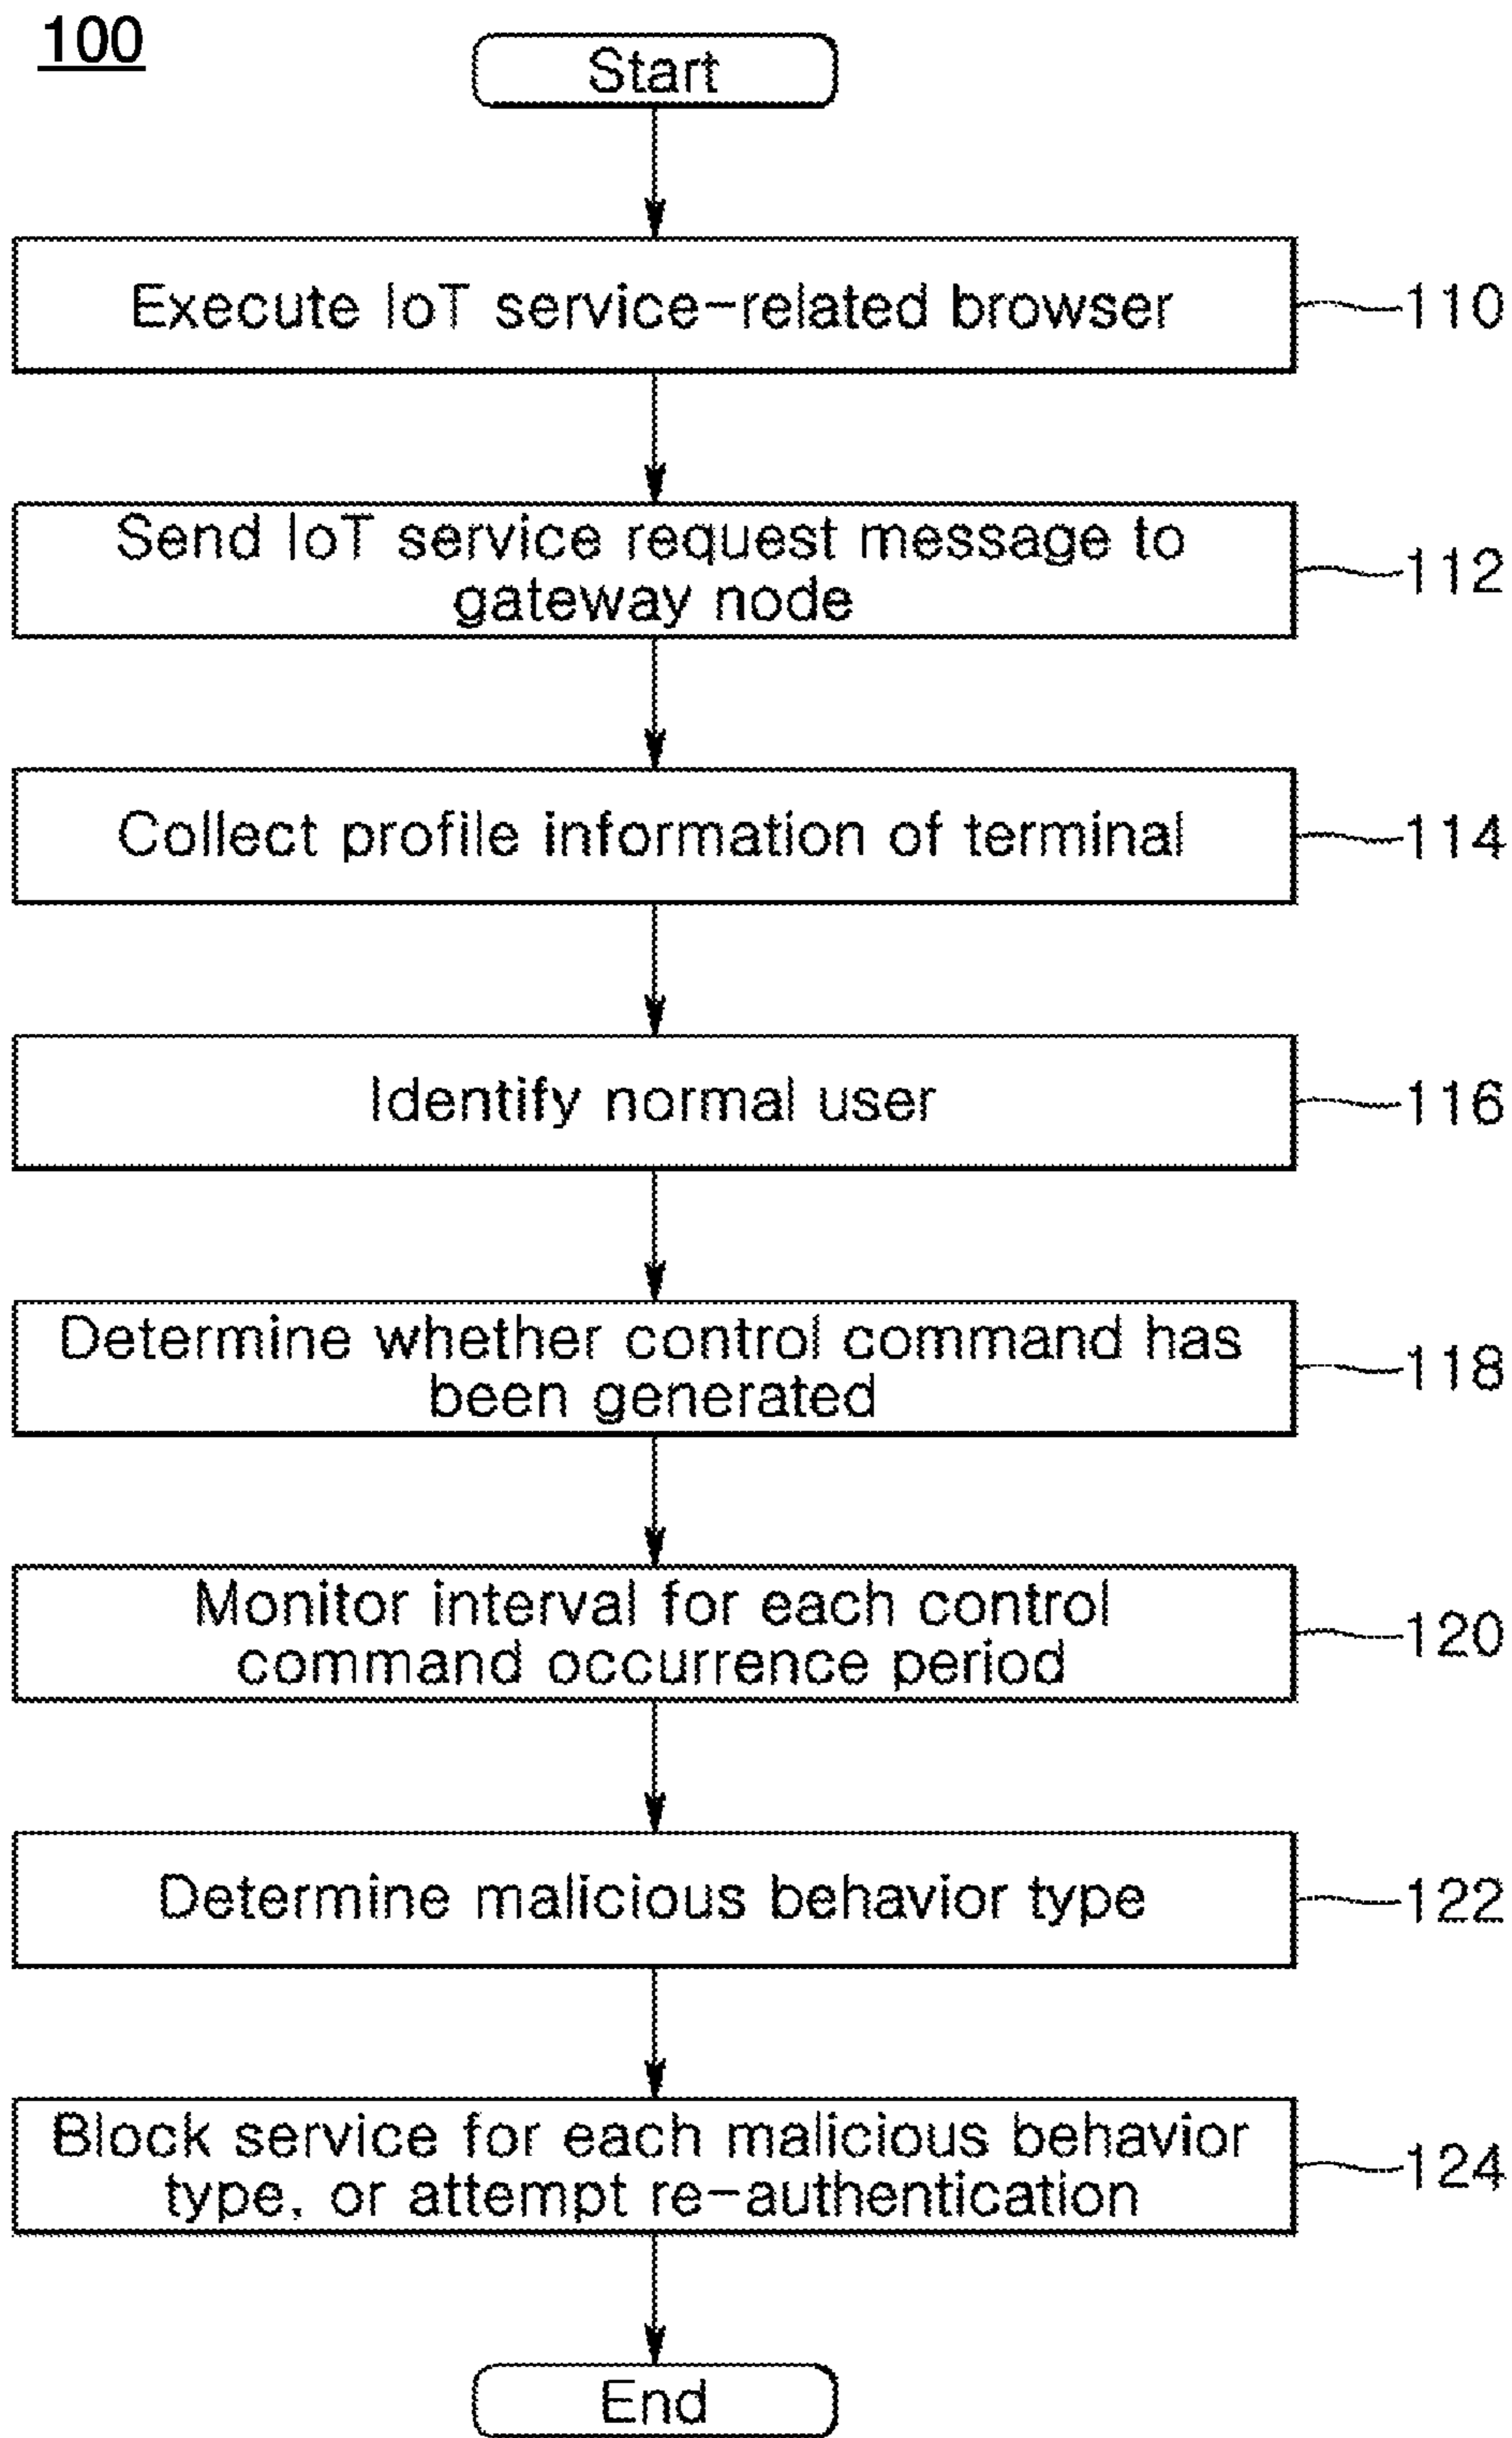 100
Start
Execute IoT service-related browser
110
Send IoT service request message to
gateway node
112
Collect profile information of terminal
114
Identify normal user
116
Determine whether control command has
been generated
118
Monitor interval for each control
command occurrence period
120
Determine malicious behavior type
122
Block service for each malicious behavior
type, or attempt re-authentication
124
End